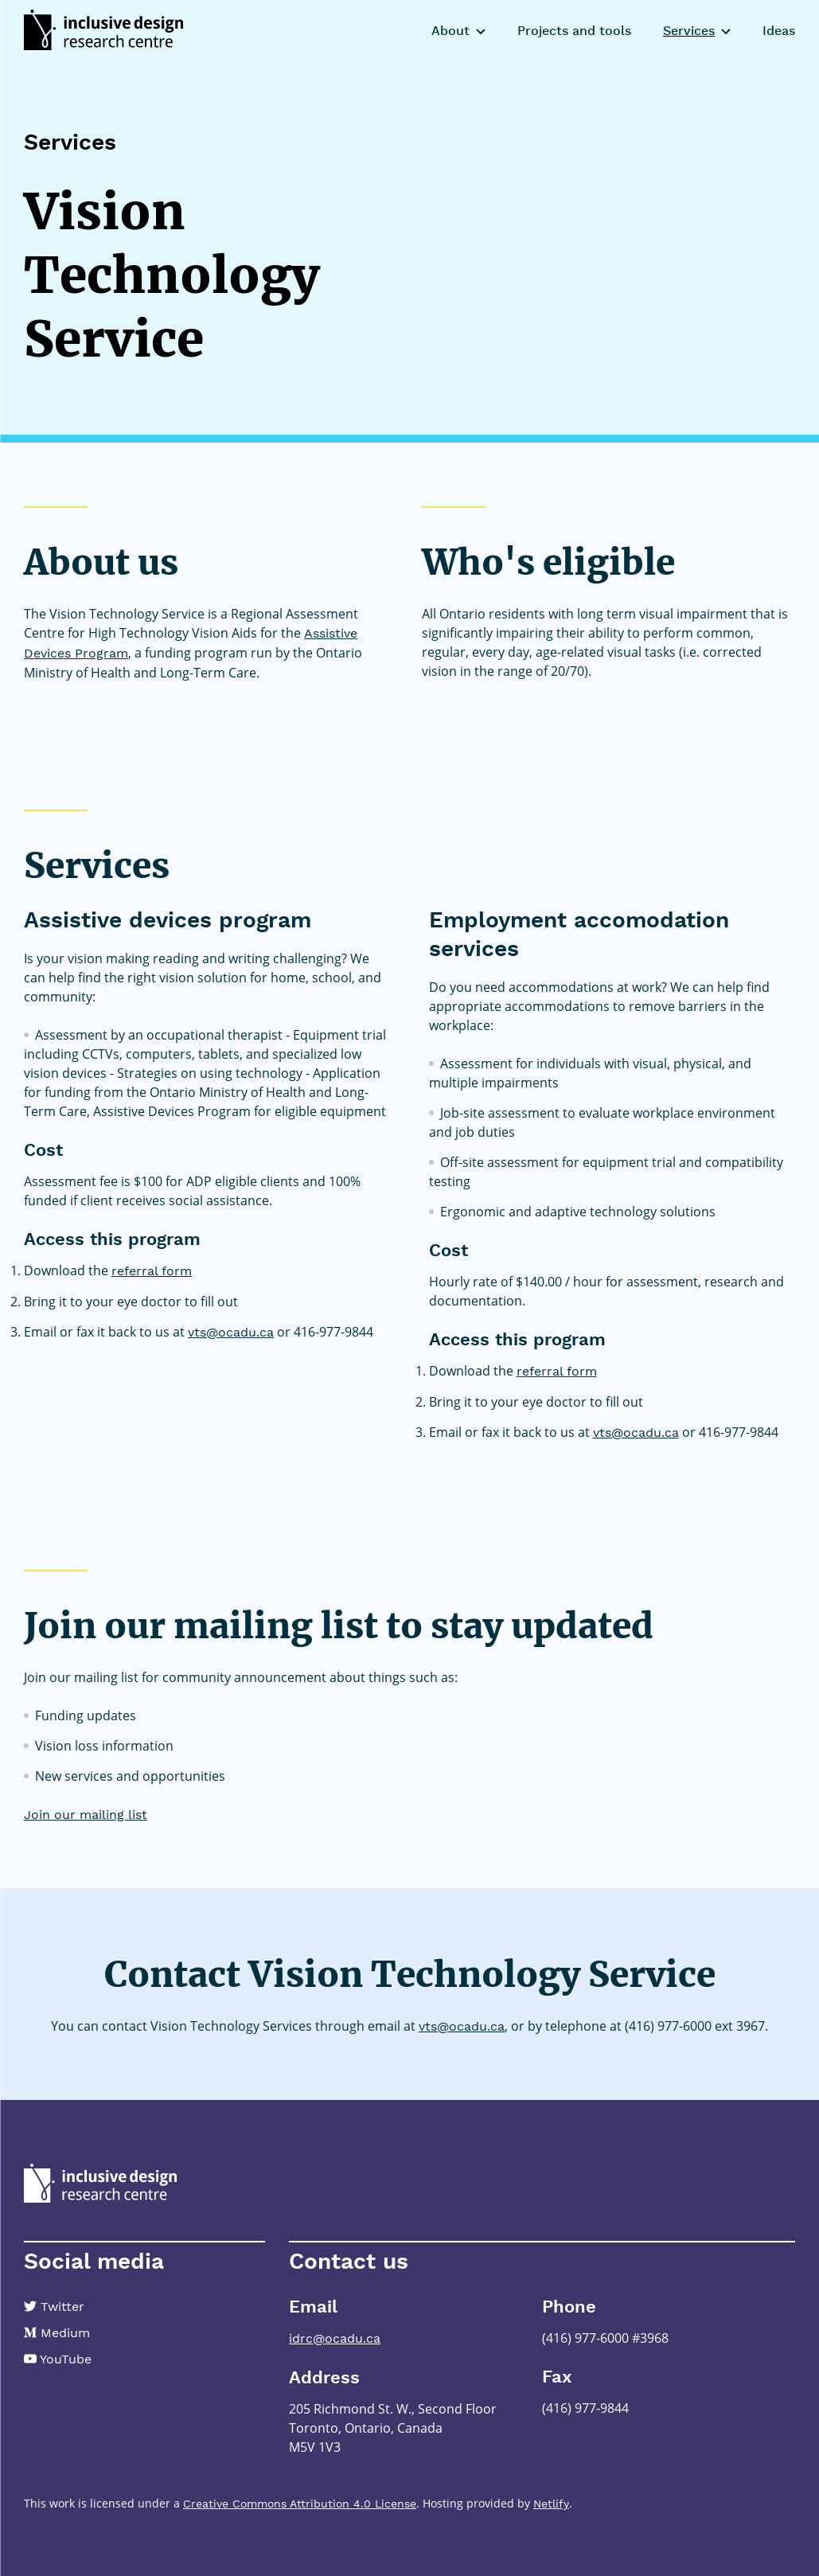 inclusive design
research centre
About
Projects and tools
Services
Ideas
Services
Vision
Technology
Service
About us
The Vision Technology Service is a Regional Assessment
Centre for High Technology Vision Aids for the Assistive
Devices Program, a funding program run by the Ontario
Ministry of Health and Long-Term Care.
Who's eligible
All Ontario residents with long term visual impairment that is
significantly impairing their ability to perform common,
regular, every day, age-related visual tasks (i.e. corrected
vision in the range of 20/70).
Services
Assistive devices program
Is your vision making reading and writing challenging? We
can help find the right vision solution for home, school, and
community:
Assessment by an occupational therapist - Equipment trial
including CCTVs, computers, tablets, and specialized low
vision devices - Strategies on using technology - Application
for funding from the Ontario Ministry of Health and Long-
Term Care, Assistive Devices Program for eligible equipment
Cost
Assessment fee is $100 for ADP eligible clients and 100%
funded if client receives social assistance.
Access this program
1. Download the referral form
2. Bring it to your eye doctor to fill out
3. Email or fax it back to us at vts@ocadu.ca or 416-977-9844
Employment accomodation
services
Do you need accommodations at work? We can help find
appropriate accommodations to remove barriers in the
workplace:
Assessment for individuals with visual, physical, and
multiple impairments
Job-site assessment to evaluate workplace environment
and job duties
Off-site assessment for equipment trial and compatibility
testing
Ergonomic and adaptive technology solutions
Cost
Hourly rate of $140.00 / hour for assessment, research and
documentation.
Access this program
1. Download the referral form
2. Bring it to your eye doctor to fill out
3. Email or fax it back to us at vts@ocadu.ca or 416-977-9844
Join our mailing list to stay updated
Join our mailing list for community announcement about things such as:
Funding updates
Vision loss information
New services and opportunities
Join our mailing list
Contact Vision Technology Service
You can contact Vision Technology Services through email at vts@ocadu.ca, or by telephone at (416) 977-6000 ext 3967.
inclusive design
research centre
Social media
Twitter
Medium
YouTube
Contact us
Email
idrc@ocadu.ca
Address
205 Richmond St. W., Second Floor
Toronto, Ontario, Canada
M5V 1V3
Phone
(416) 977-6000 #3968
Fax
(416) 977-9844
This work is licensed under a Creative Commons Attribution 4.0 License. Hosting provided by Netlify.